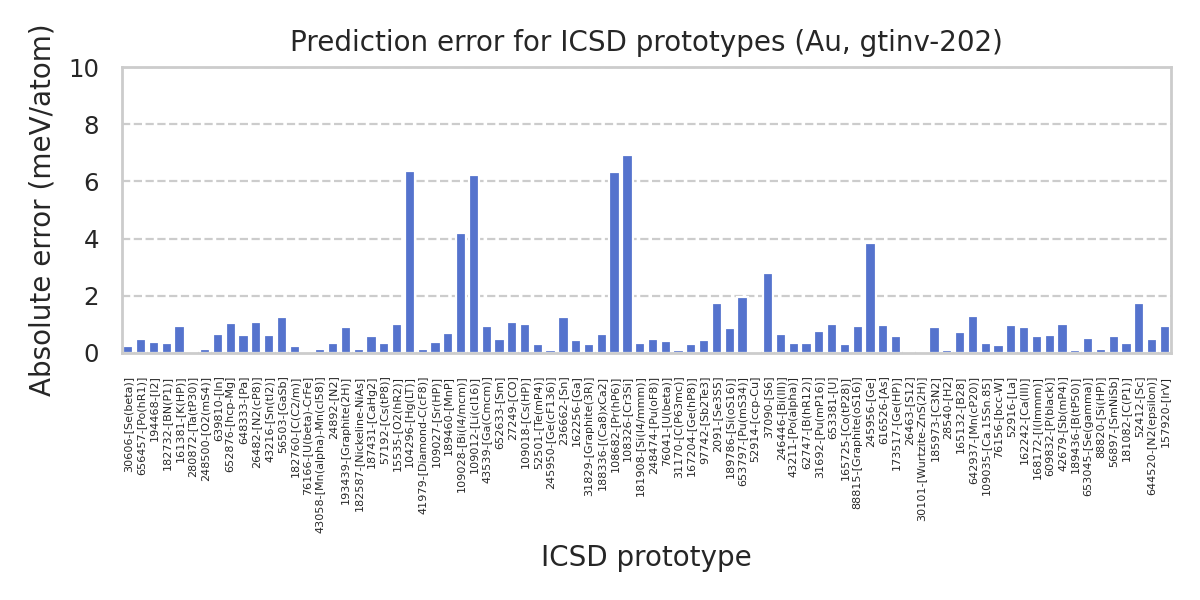 Prediction error for ICSD prototypes (Au, gtinv-202)
Absolute error (meV/atom)
10
8
6
4
2
0
30606-[Se(beta)]
656457-[Po(hR1)]
194468-[I2]
182732-[BN(P1)]
161381-[K(HP)]
280872-[Ta(tP30)]
248500-[O2(mS4)]
639810-[In]
652876-[hcp-Mg]
648333-[Pa]
26482-[N2(cP8)]
43216-[Sn(tI2)]
56503-[GaSb]
182760-[C(C2/m)]
76166-[U(beta)-CrFe]
43058-[Mn(alpha)-Mn(cI58)]
24892-[N2]
193439-[Graphite(2H)]
182587-[Nickeline-NiAs]
187431-[CaHg2]
57192-[Cs(tP8)]
15535-[O2(hR2)]
104296-[Hg(LT)]
41979-[Diamond-C(cF8)]
109027-[Sr(HP)]
189460-[MnP]
109028-[Bi(I4/mcm)]
109012-[Li(cI16)]
43539-[Ga(Cmcm)]
652633-[Sm]
27249-[CO]
109018-[Cs(HP)]
52501-[Te(mP4)]
245950-[Ge(cF136)]
236662-[Sn]
162256-[Ga]
31829-[Graphite(3R)]
188336-[(Ca8)xCa2]
108682-[Pr(hP6)]
108326-[Cr3Si]
181908-[Si(I4/mmm)]
248474-[Pu(oF8)]
76041-[U(beta)]
31170-[C(P63mc)]
167204-[Ge(hP8)]
97742-[Sb2Te3]
2091-[Se3S5]
189786-[Si(oS16)]
653797-[Pu(mS34)]
52914-[ccp-Cu]
37090-[S6]
246446-[Bi(III)]
43211-[Po(alpha)]
62747-[B(hR12)]
31692-[Pu(mP16)]
653381-[U]
165725-[Co(tP28)]
88815-[Graphite(oS16)]
245956-[Ge]
616526-[As]
173517-[Ge(HP)]
26463-[S12]
30101-[Wurtzite-ZnS(2H)]
185973-[C3N2]
28540-[H2]
165132-[B28]
642937-[Mn(cP20)]
109035-[Ca.15Sn.85]
76156-[bcc-W]
52916-[La]
162242-[Ca(III)]
168172-[I(Immm)]
609832-[P(black)]
42679-[Sb(mP4)]
189436-[B(tP50)]
653045-[Se(gamma)]
88820-[Si(HP)]
56897-[SmNiSb]
181082-[C(P1)]
52412-[Sc]
644520-[N2(epsilon)]
157920-[IrV]
ICSD prototype